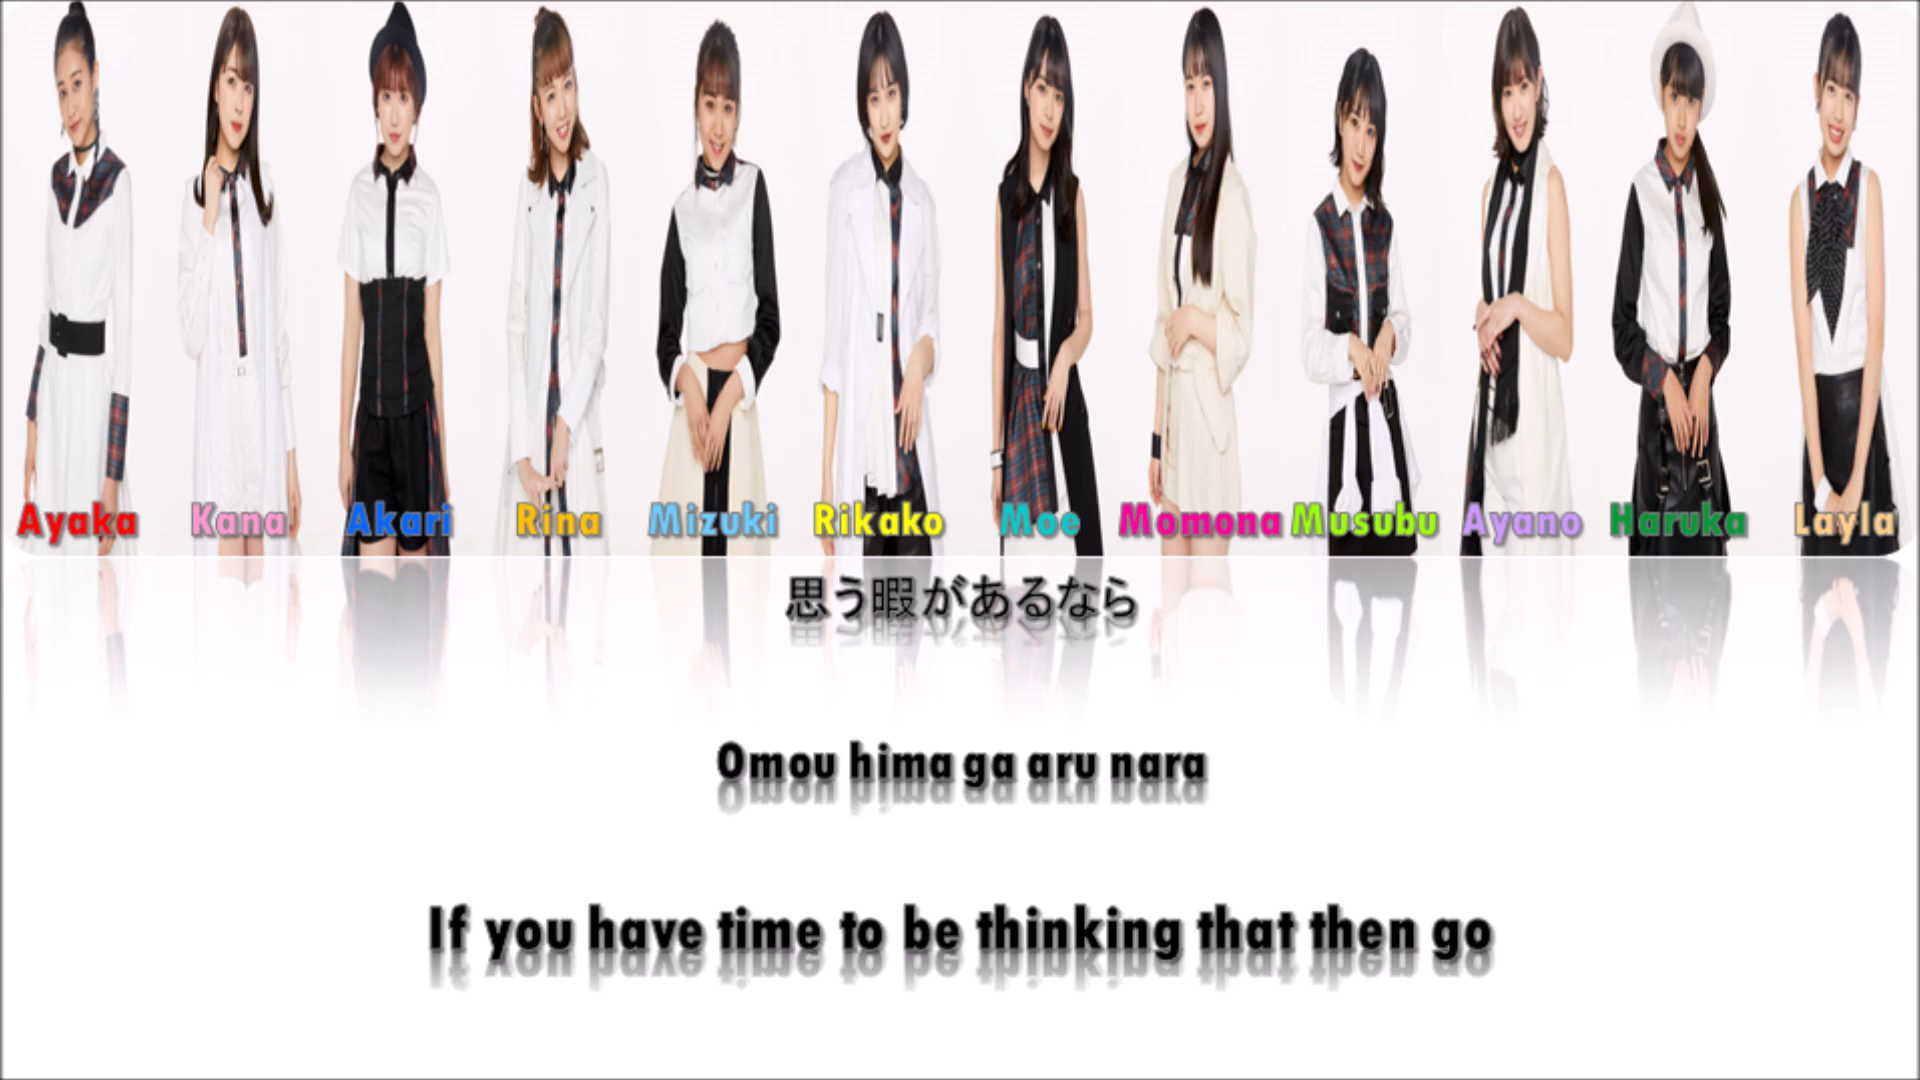 Ayaka Kana Akari Rina Mizuki Rikako Moe Momona Musubu Ayano Haruka Layla
思う暇があるなら
Omou hima ga aru nara
If you have time to be thinking that then go